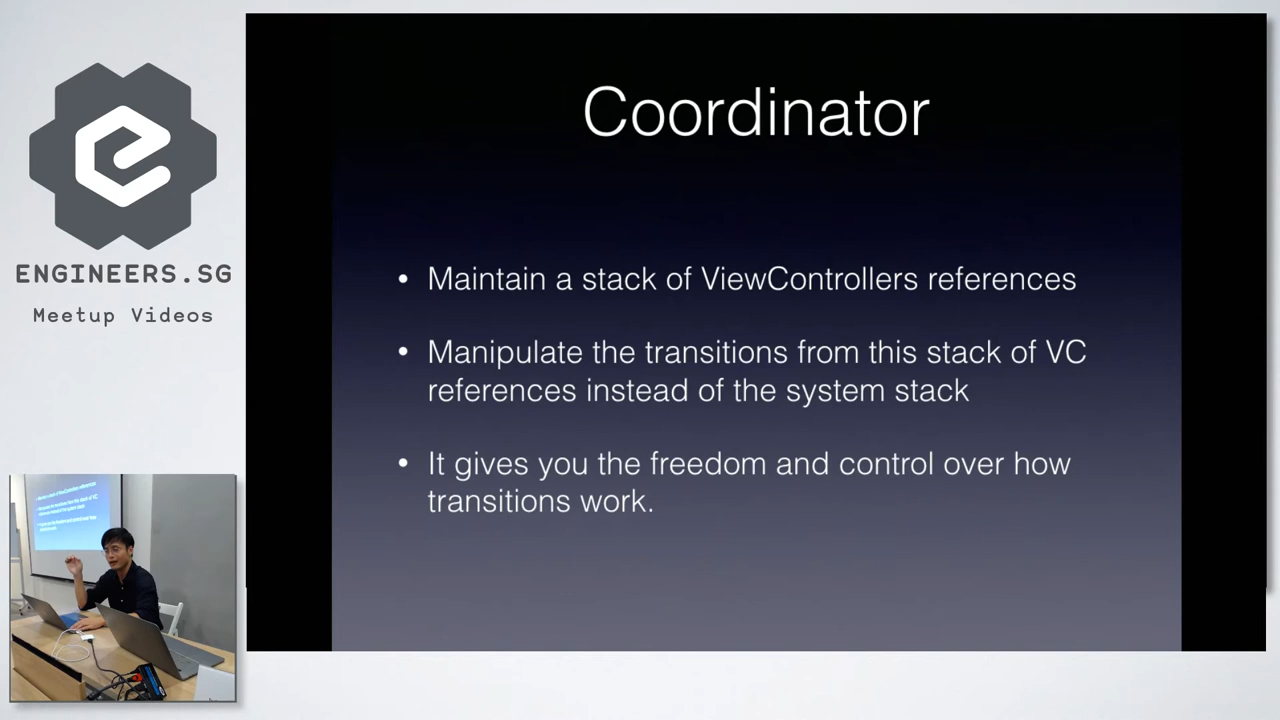 Coordinator
• Maintain a stack of ViewControllers references
• Manipulate the transitions from this stack of VC
references instead of the system stack
• It gives you the freedom and control over how
transitions work.
ENGINEERS.SG
Meetup Videos